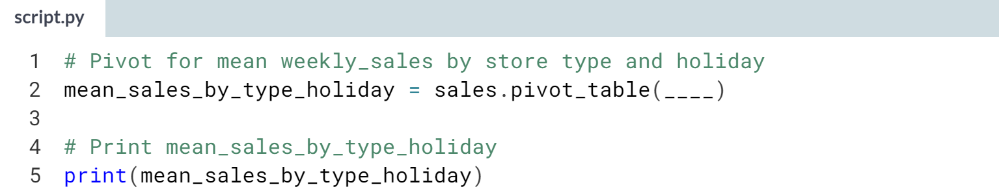 script.py
1 # Pivot for mean weekly_sales by store type and holiday
2 mean_sales_by_type_holiday = sales.pivot_table(____)
3
4 # Print mean_sales_by_type_holiday
5 print(mean_sales_by_type_holiday)